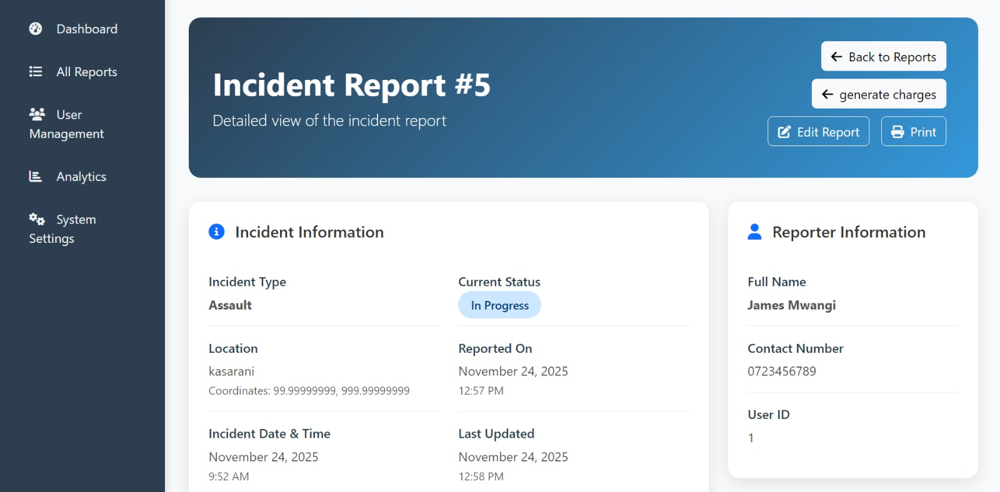 Dashboard
All Reports
User
Management
Analytics
System
Settings
Incident Report #5
Detailed view of the incident report
Back to Reports
generate charges
Edit Report
Print
Incident Information
Incident Type
Assault
Current Status
In Progress
Location
kasarani
Coordinates: 99.99999999, 999.99999999
Reported On
November 24, 2025
12:57 PM
Incident Date & Time
November 24, 2025
9:52 AM
Last Updated
November 24, 2025
12:58 PM
Reporter Information
Full Name
James Mwangi
Contact Number
0723456789
User ID
1